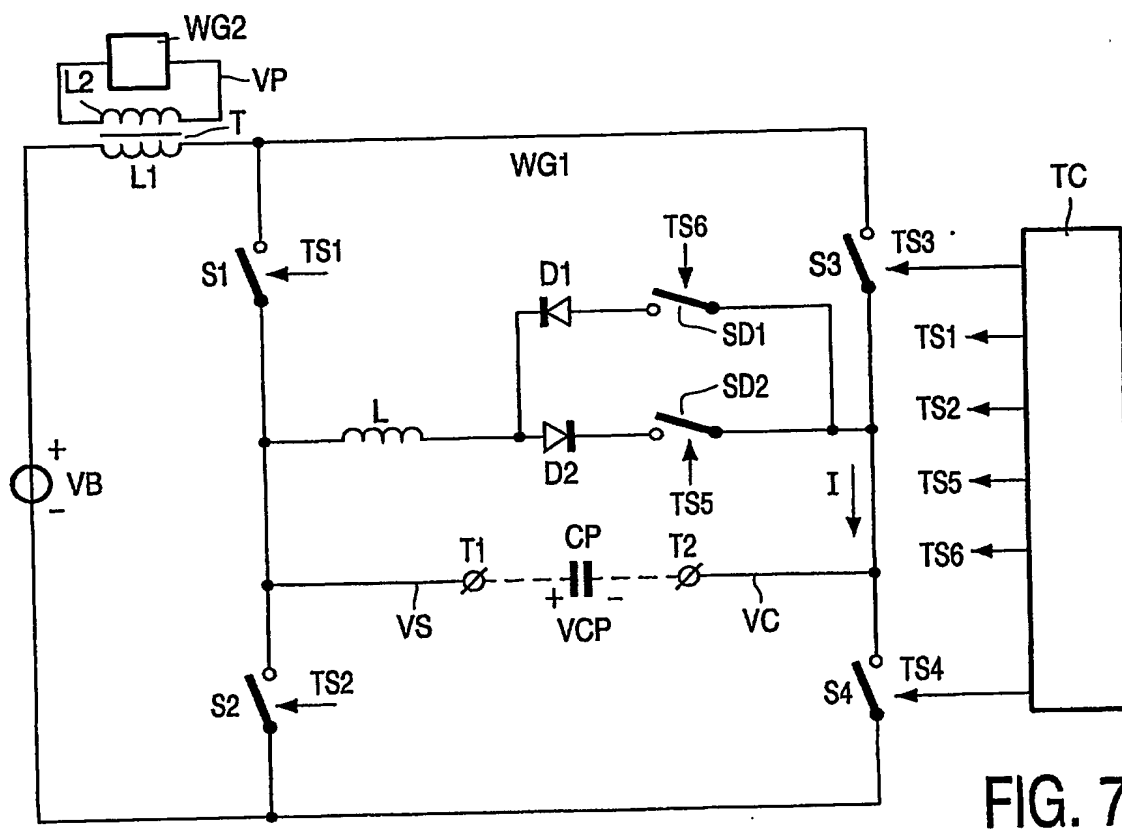 WG2
L2
VP
T
L1
WG1
TC
TS6
S1
TS1
D1
S3
TS3
SD1
TS1
SD2
L
TS2
D2
VB
+
-
TS5
I
TS5
T1
CP
T2
TS6
VS
+
-
VCP
VC
S2
TS2
S4
TS4
FIG. 7